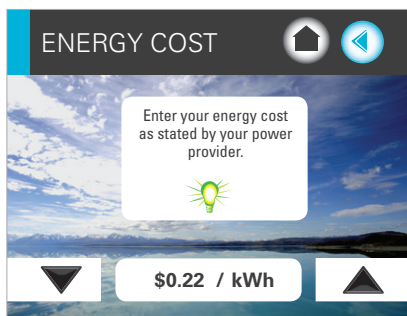 ENERGY COST
Enter your energy cost
as stated by your power
provider.
$0.22 / kWh